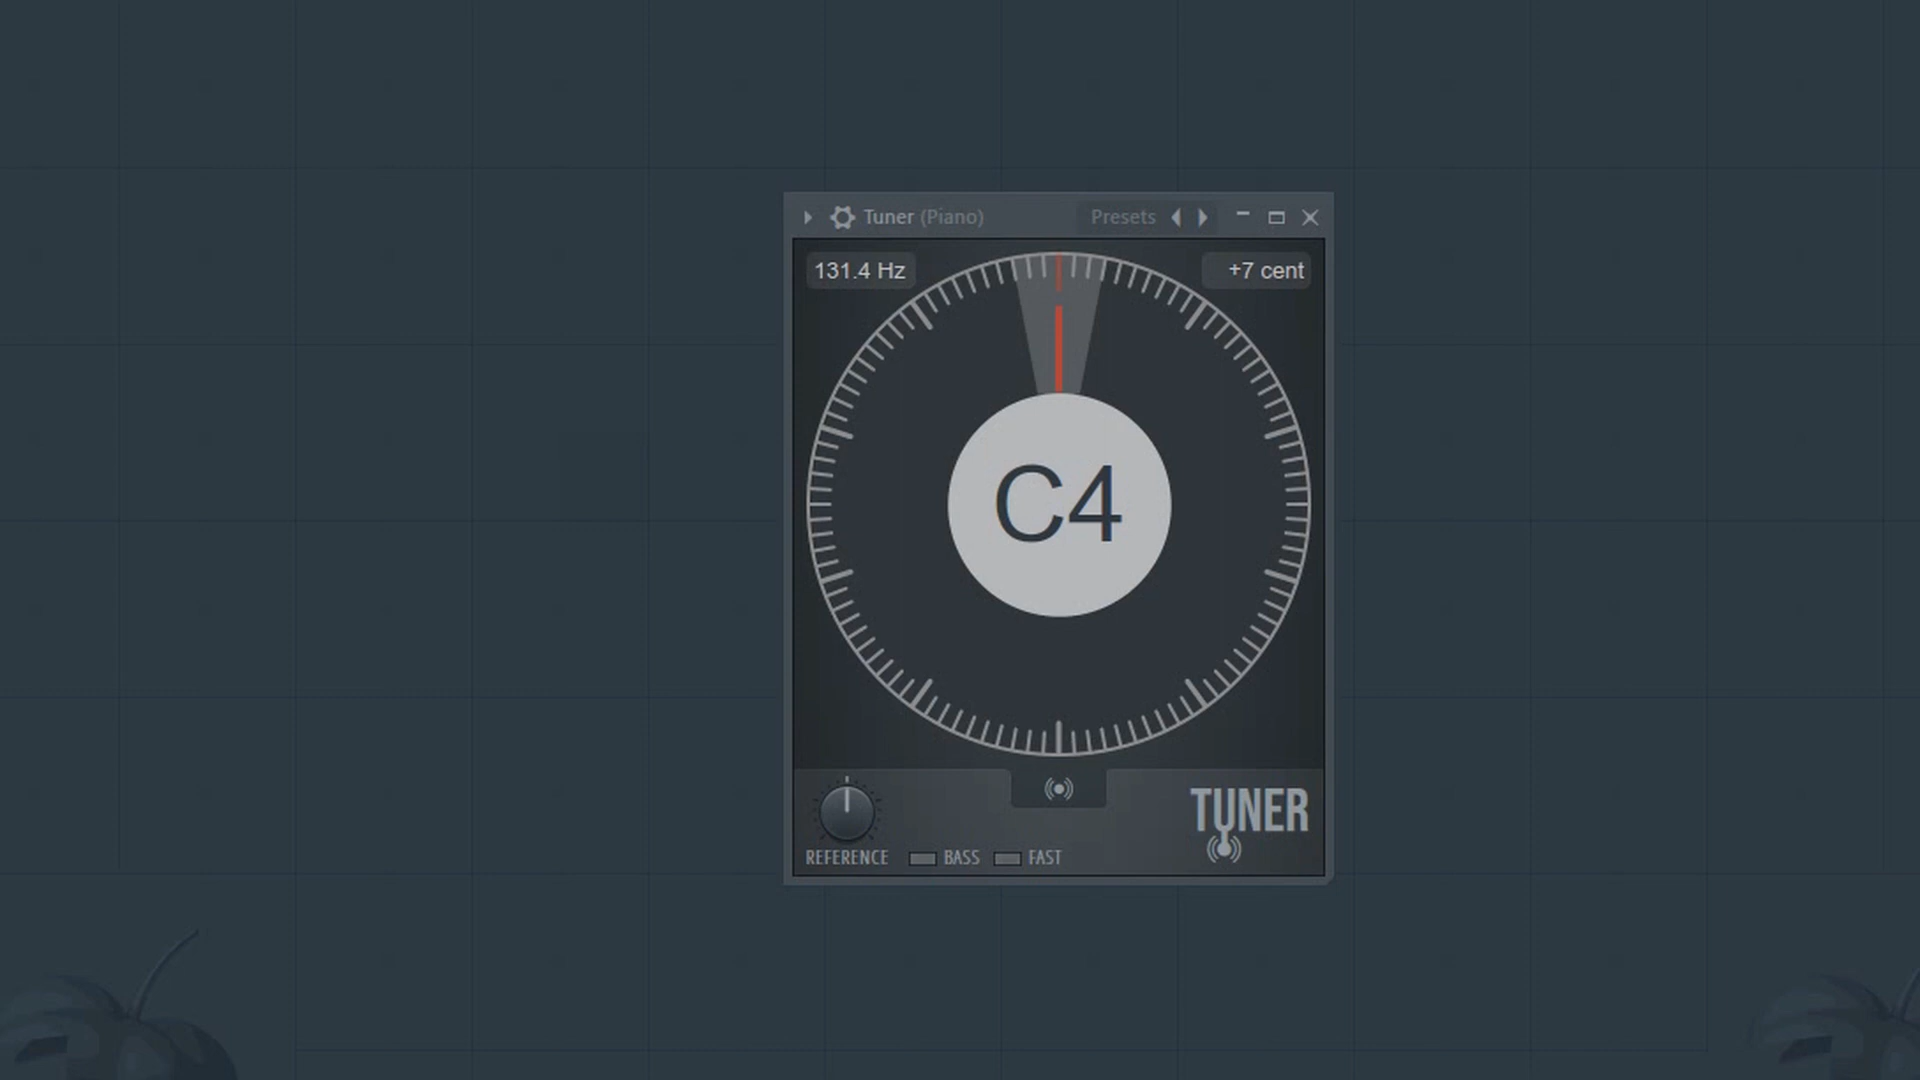 Tuner (Piano) Presets
131.4 Hz
+7 cent
C4
TUNER
REFERENCE BASS FAST